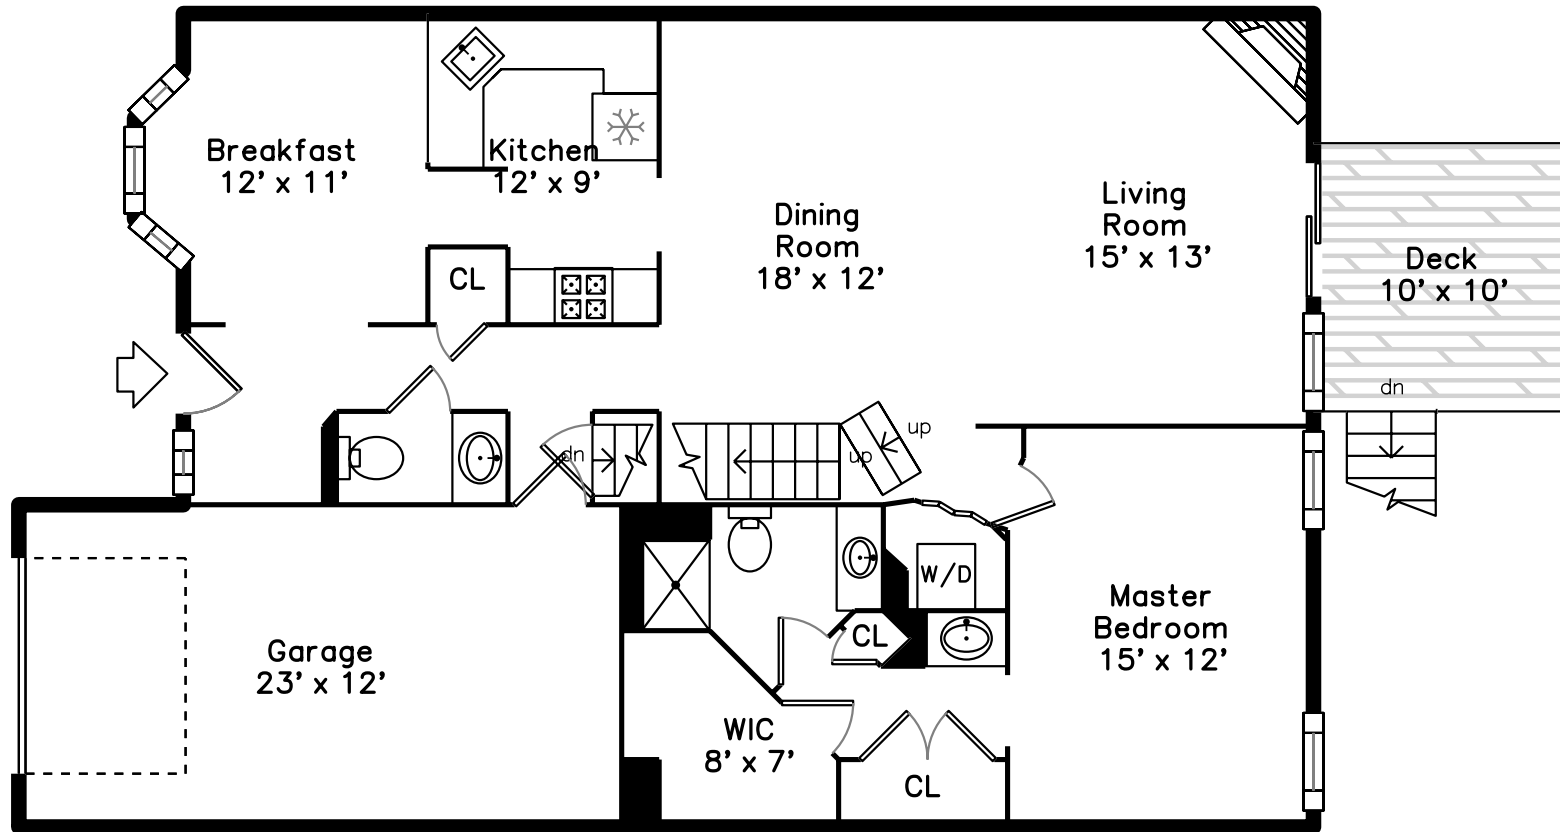 Breakfast
12' x 11'
Kitchen
12' x 9'
Dining
Room
18' x 12'
Living
Room
15' x 13'
Deck
10' x 10'
CL
dn
up
up
dn
W/D
CL
Master
Bedroom
15' x 12'
Garage
23' x 12'
WIC
8' x 7'
CL